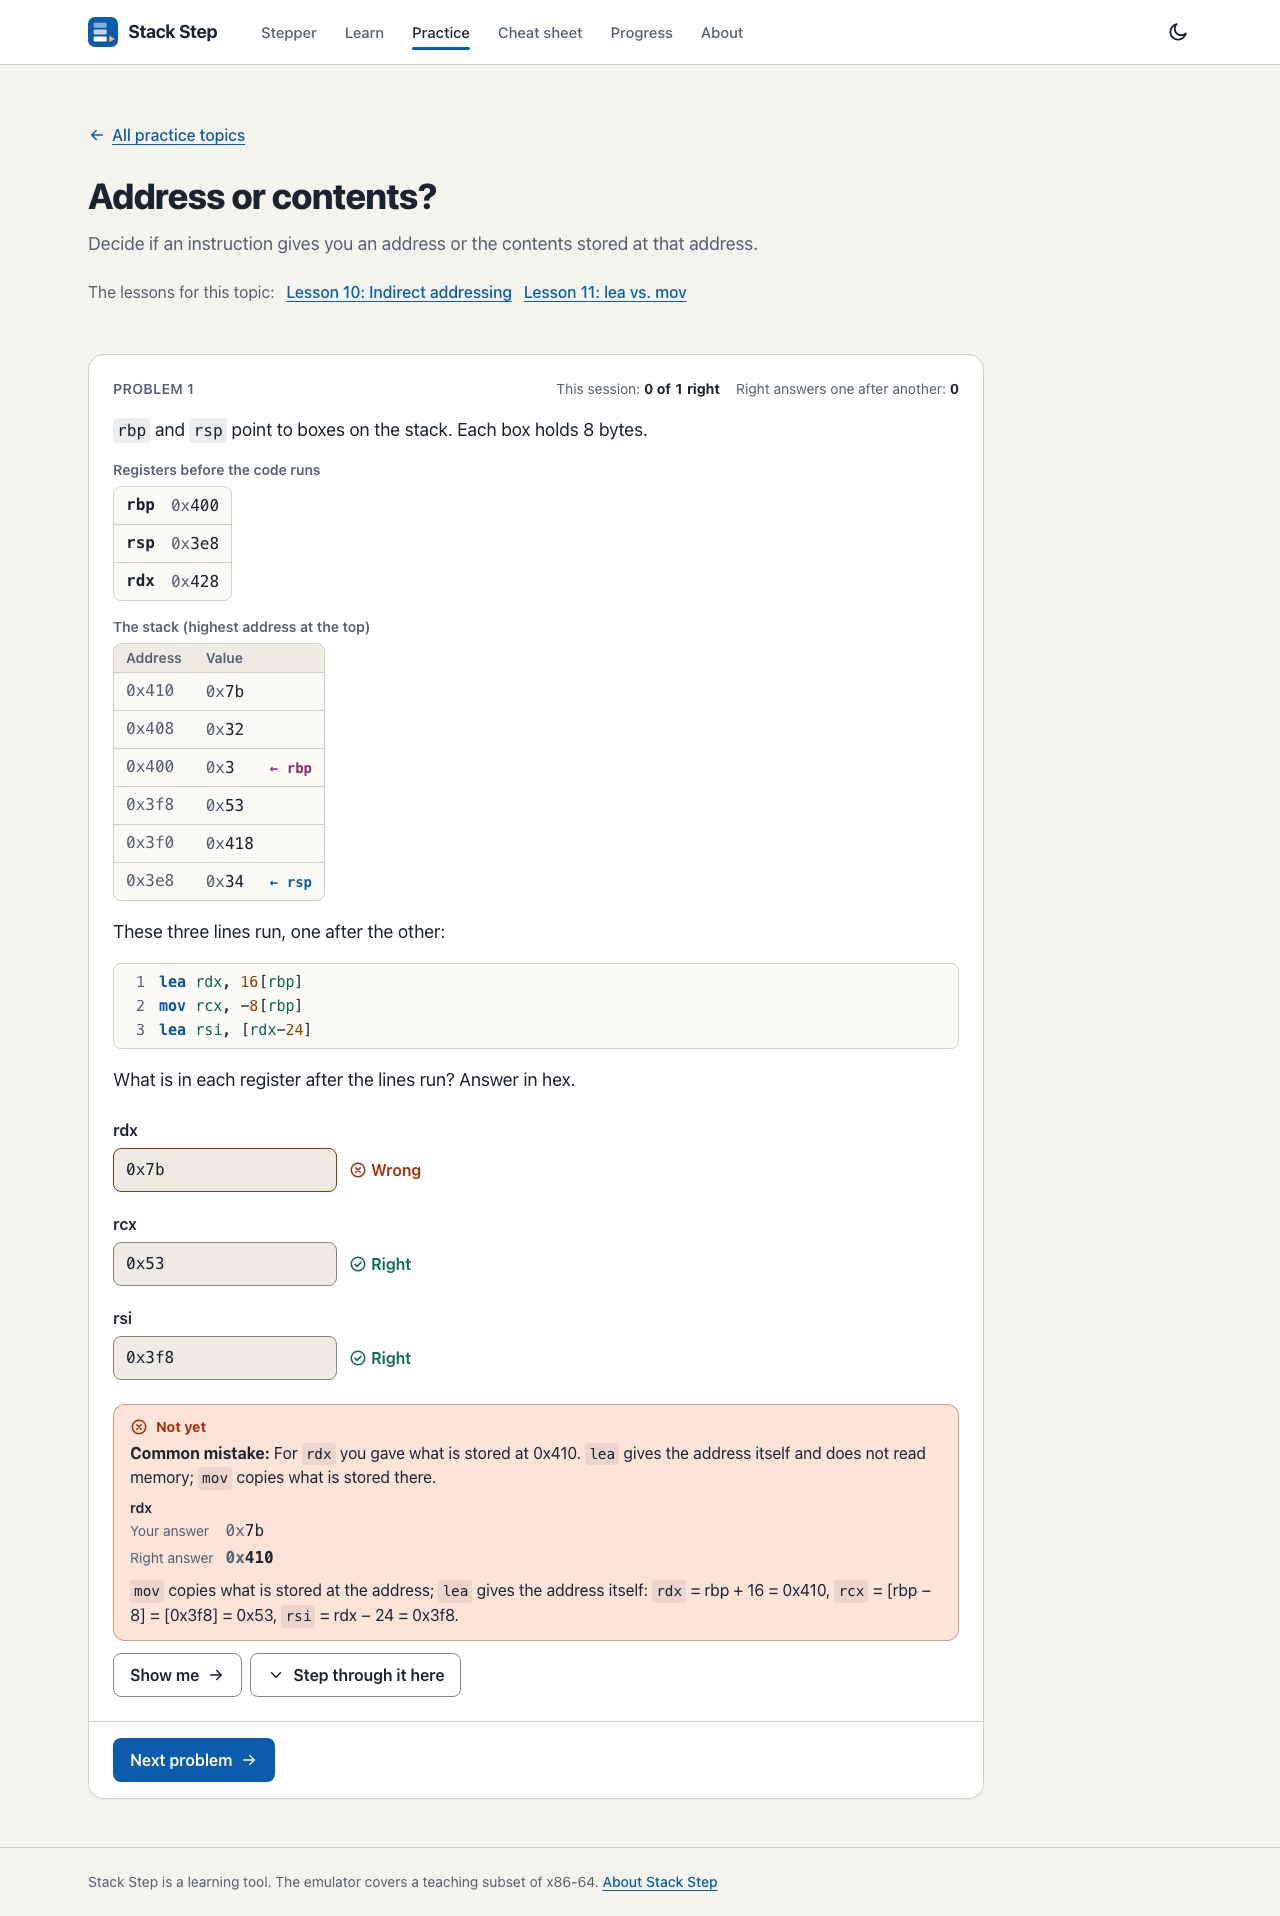 Stack Step
Stepper
Learn
Practice
Cheat sheet
Progress
About
← All practice topics
Address or contents?
Decide if an instruction gives you an address or the contents stored at that address.
The lessons for this topic: Lesson 10: Indirect addressing Lesson 11: lea vs. mov
PROBLEM 1
This session: 0 of 1 right Right answers one after another: 0
rbp and rsp point to boxes on the stack. Each box holds 8 bytes.
Registers before the code runs
rbp 0x400
rsp 0x3e8
rdx 0x428
The stack (highest address at the top)
Address Value
0x410 0x7b
0x408 0x32
0x400 0x3 ← rbp
0x3f8 0x53
0x3f0 0x418
0x3e8 0x34 ← rsp
These three lines run, one after the other:
1 lea rdx, 16[rbp]
2 mov rcx, −8[rbp]
3 lea rsi, [rdx−24]
What is in each register after the lines run? Answer in hex.
rdx
0x7b Wrong
rcx
0x53 Right
rsi
0x3f8 Right
Not yet
Common mistake: For rdx you gave what is stored at 0x410. lea gives the address itself and does not read
memory; mov copies what is stored there.
rdx
Your answer 0x7b
Right answer 0x410
mov copies what is stored at the address; lea gives the address itself: rdx = rbp + 16 = 0x410, rcx = [rbp −
8] = [0x3f8] = 0x53, rsi = rdx − 24 = 0x3f8.
Show me →
Step through it here
Next problem →
Stack Step is a learning tool. The emulator covers a teaching subset of x86-64. About Stack Step